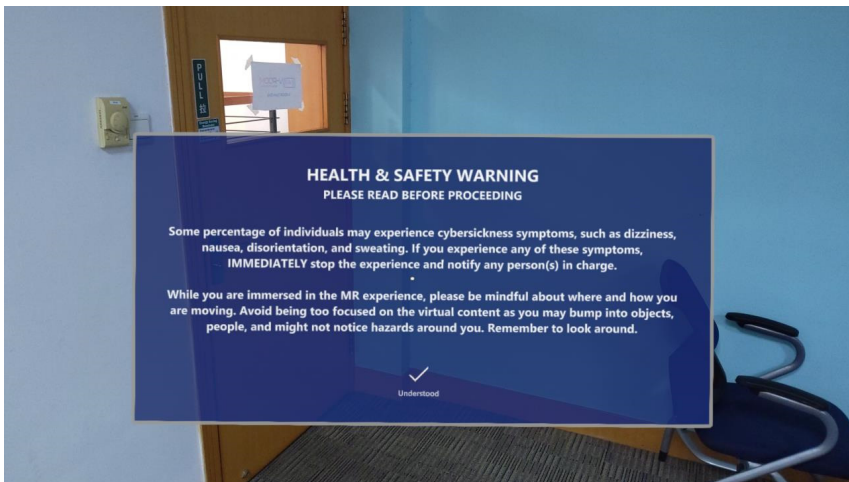 PULL
HEALTH & SAFETY WARNING
PLEASE READ BEFORE PROCEEDING
Some percentage of individuals may experience cybersickness symptoms, such as dizziness,
nausea, disorientation, and sweating. If you experience any of these symptoms,
IMMEDIATELY stop the experience and notify any person(s) in charge.
While you are immersed in the MR experience, please be mindful about where and how you
are moving. Avoid being too focused on the virtual content as you may bump into objects,
people, and might not notice hazards around you. Remember to look around.
Understood